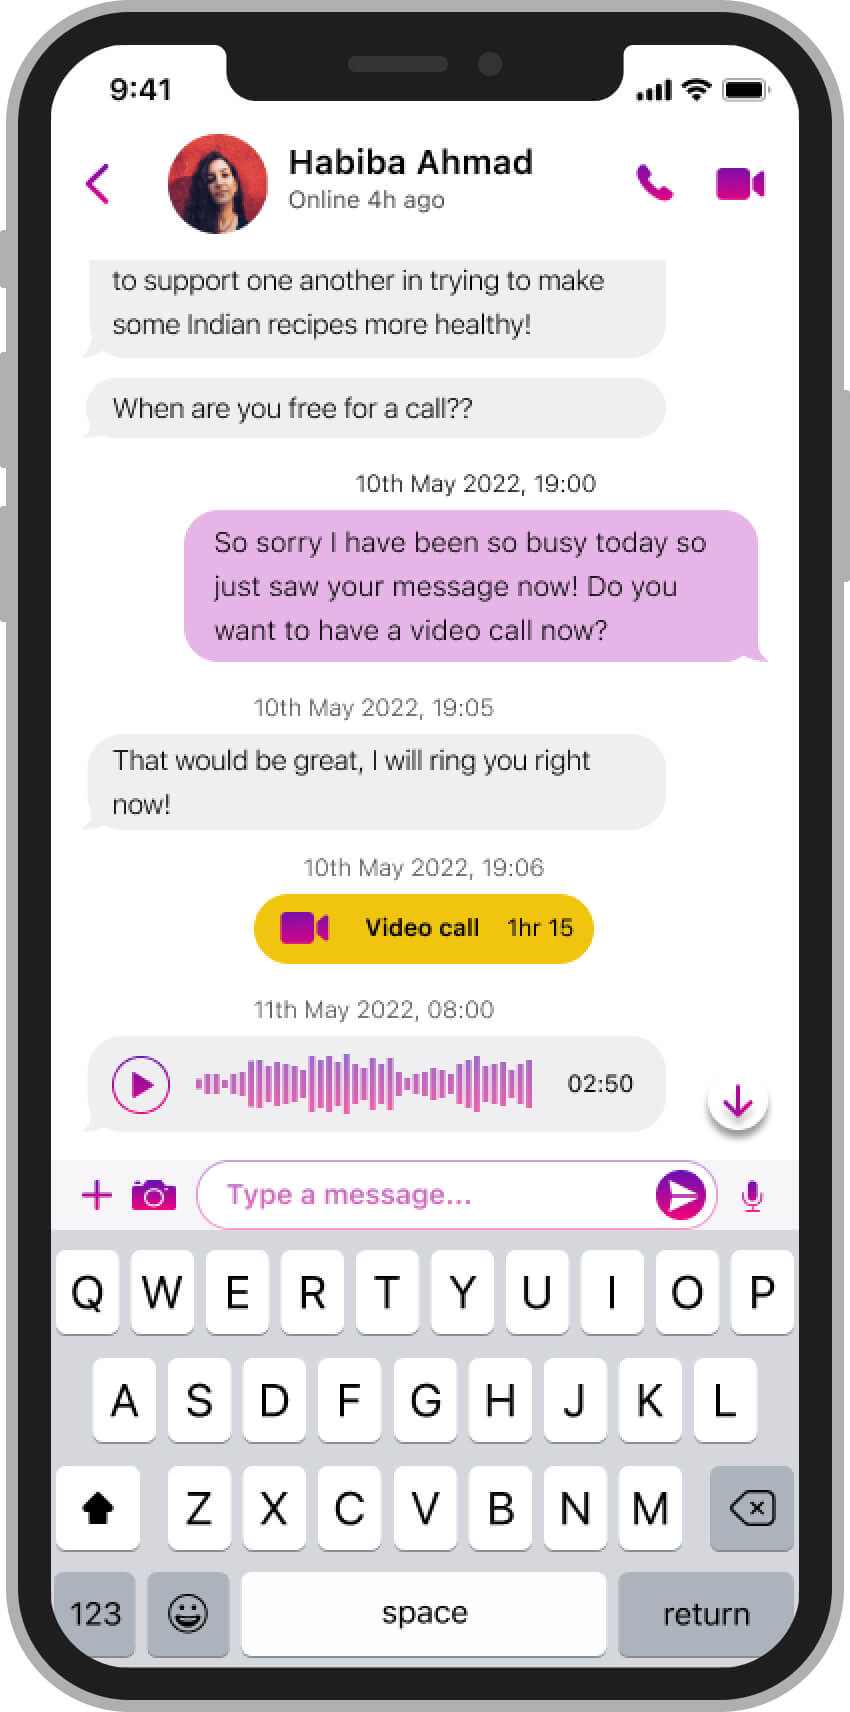 9:41
Habiba Ahmad
Online 4h ago
to support one another in trying to make
some Indian recipes more healthy!
When are you free for a call??
10th May 2022, 19:00
So sorry I have been so busy today so
just saw your message now! Do you
want to have a video call now?
10th May 2022, 19:05
That would be great, I will ring you right
now!
10th May 2022, 19:06
Video call 1hr 15
11th May 2022, 08:00
02:50
Type a message...
Q W E R T Y U I O P
A S D F G H J K L
Z X C V B N M
123 space return